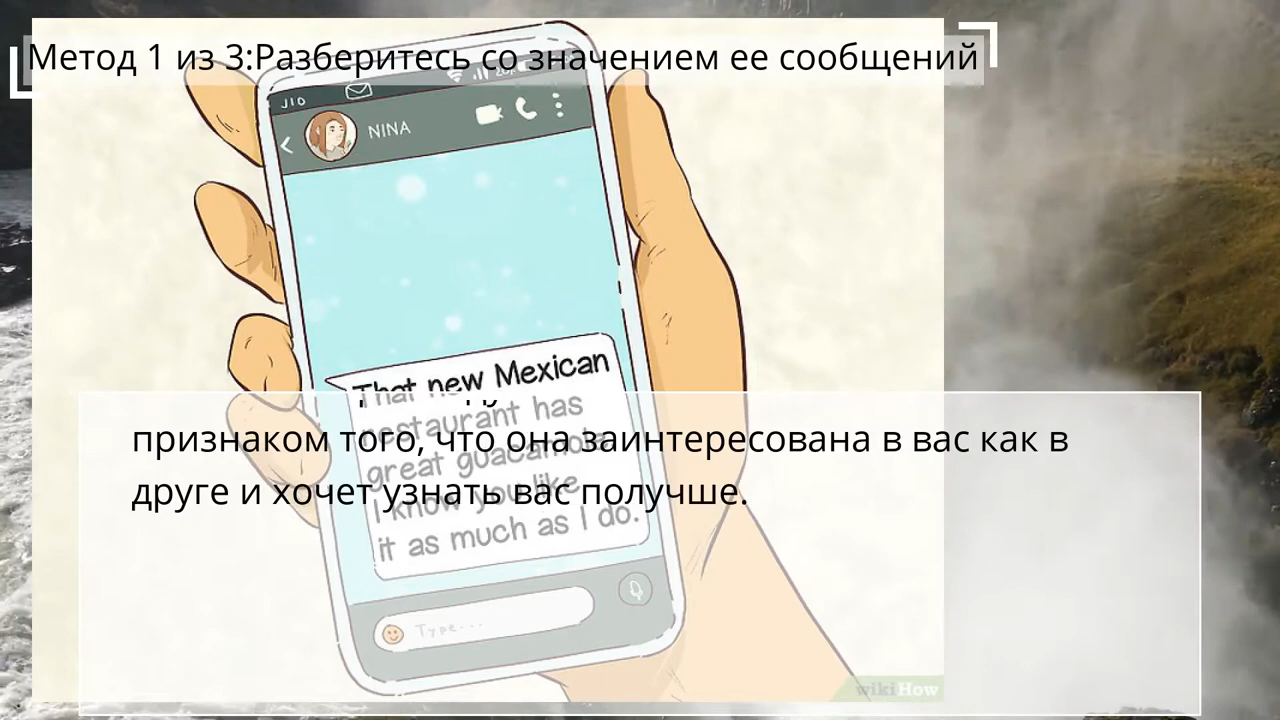 Метод 1 из 3:Разберитесь со значением ее сообщений
JIO
NINA
That new Mexican
restaurant has
great guacamole.
I know you like
it as much as I do.
признаком того, что она заинтересована в вас как в
друге и хочет узнать вас получше.
Type...
wikiHow